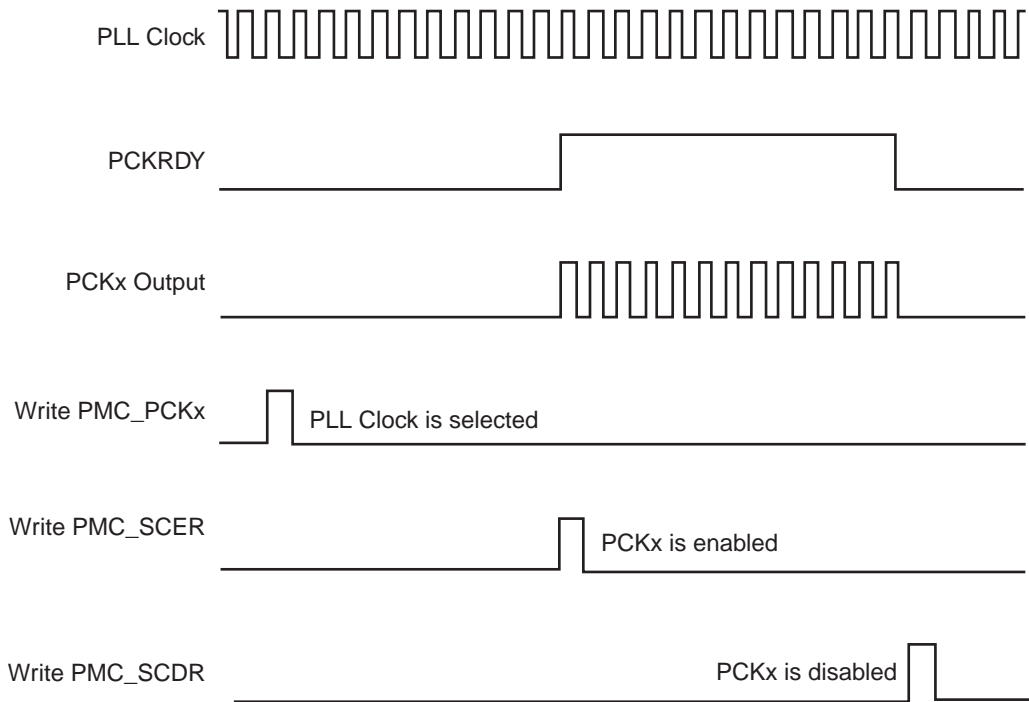 PLL Clock
PCKRDY
PCKx Output
Write PMC_PCKx
PLL Clock is selected
Write PMC_SCER
PCKx is enabled
Write PMC_SCDR
PCKx is disabled